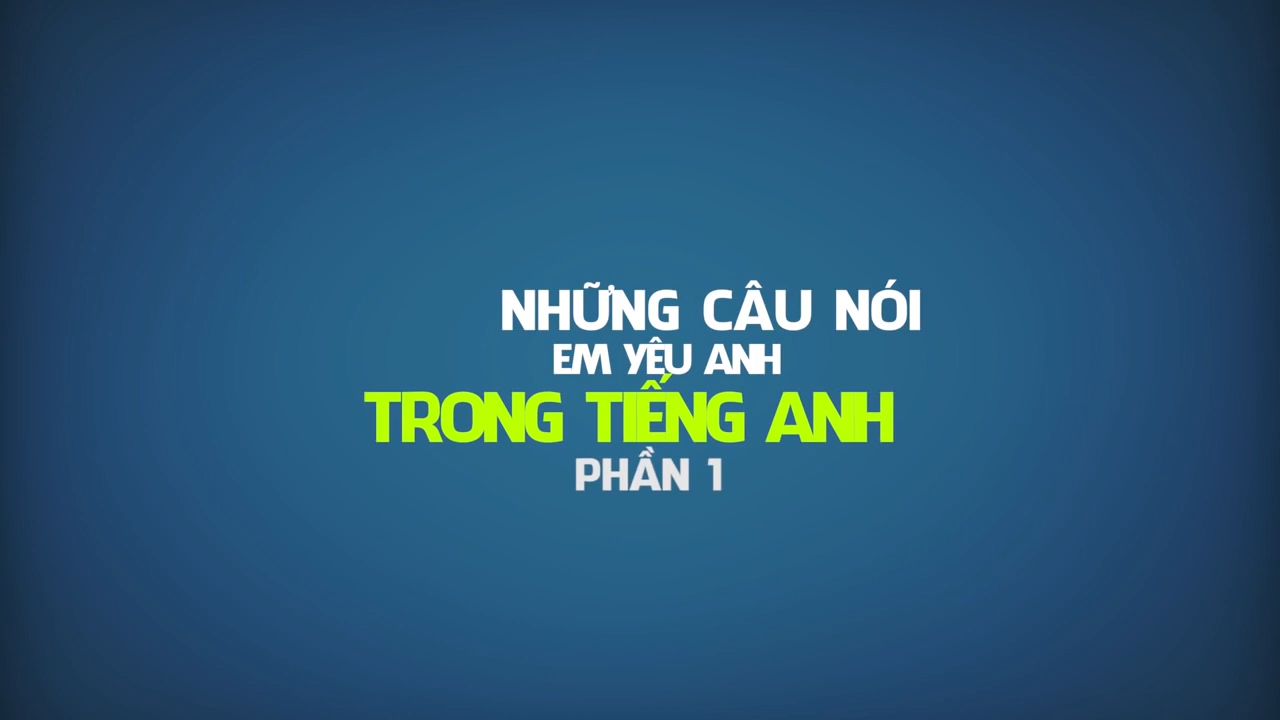 NHỮNG CÂU NÓI
EM YÊU ANH
TRONG TIẾNG ANH
PHẦN 1